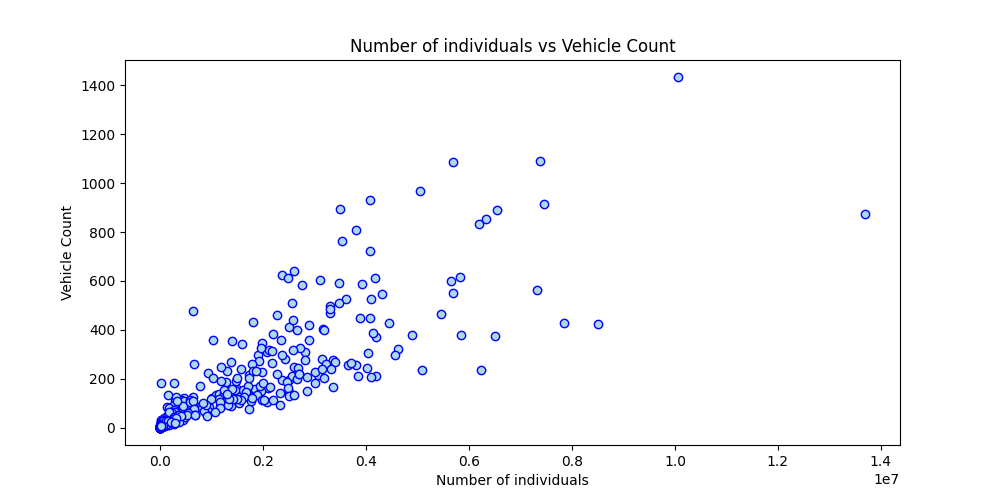 Number of individuals vs Vehicle Count
1400
1200
1000
800
600
400
200
0
Vehicle Count
0.0 0.2 0.4 0.6 0.8 1.0 1.2 1.4
1e7
Number of individuals